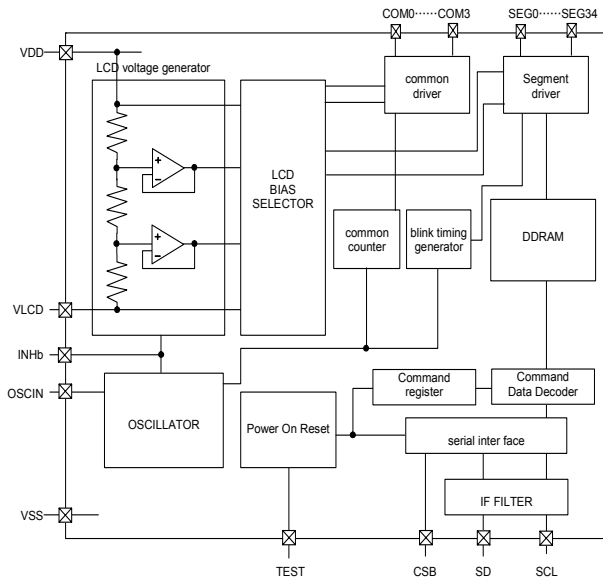 COM0……COM3 SEG0……SEG34
VDD
LCD voltage generator
common
driver
Segment
driver
+
−
LCD
BIAS
SELECTOR
common
counter
blink timing
generator
DDRAM
+
−
VLCD
INHb
OSCIN
OSCILLATOR
Power On Reset
Command
register
Command
Data Decoder
serial inter face
IF FILTER
VSS
TEST CSB SD SCL